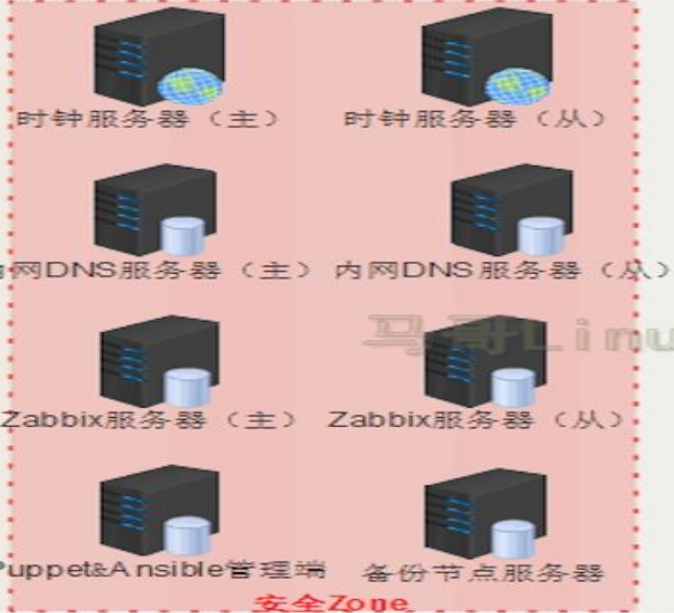 时钟服务器（主） 时钟服务器（从）
内网DNS服务器（主） 内网DNS服务器（从）
马哥Linu
Zabbix服务器（主） Zabbix服务器（从）
Puppet&Ansible管理端 备份节点服务器
安全Zone